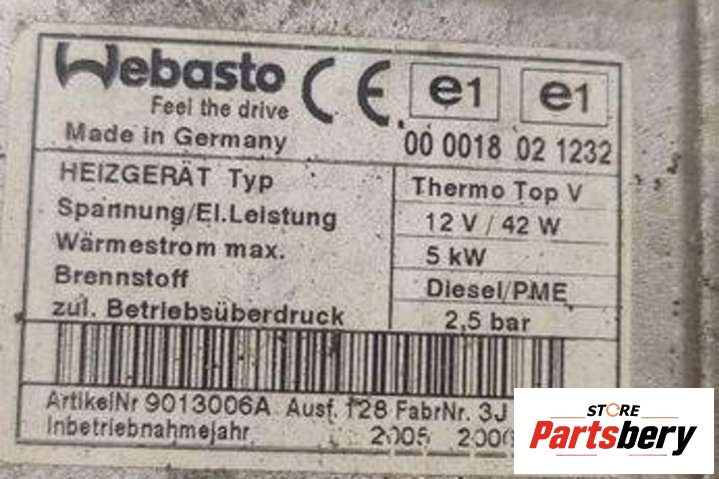 Webasto
Feel the drive
CE e1 e1
Made in Germany 00 0018 02 1232
HEIZGERÄT Typ Thermo Top V
Spannung/El.Leistung 12 V / 42 W
Wärmestrom max. 5 kW
Brennstoff Diesel/PME
zul. Betriebsüberdruck 2,5 bar
ArtikelNr 9013006A Ausf. 128 FabrNr. 3J
Inbetriebnahmejahr 2005
STORE
Partsbery